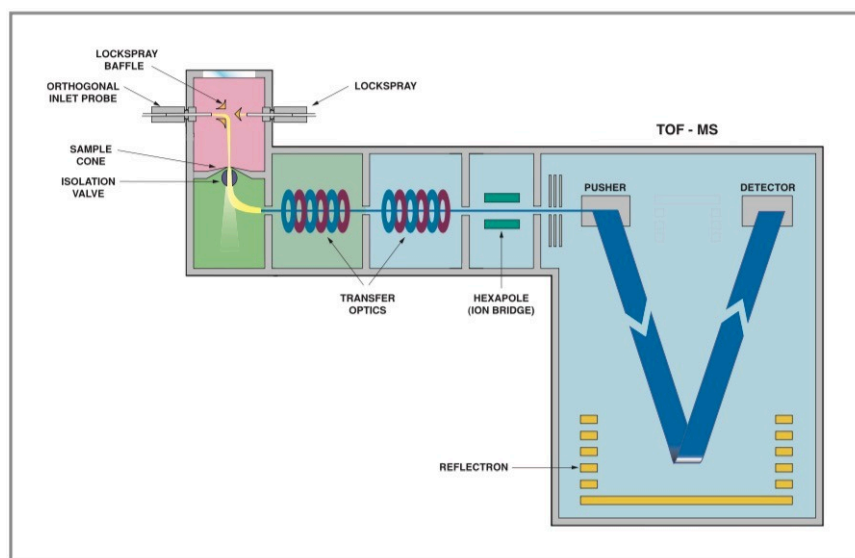 LOCKSPRAY
BAFFLE
ORTHOGONAL
INLET PROBE
LOCKSPRAY
SAMPLE
CONE
ISOLATION
VALVE
TOF - MS
PUSHER
DETECTOR
TRANSFER
OPTICS
HEXAPOLE
(ION BRIDGE)
REFLECTRON